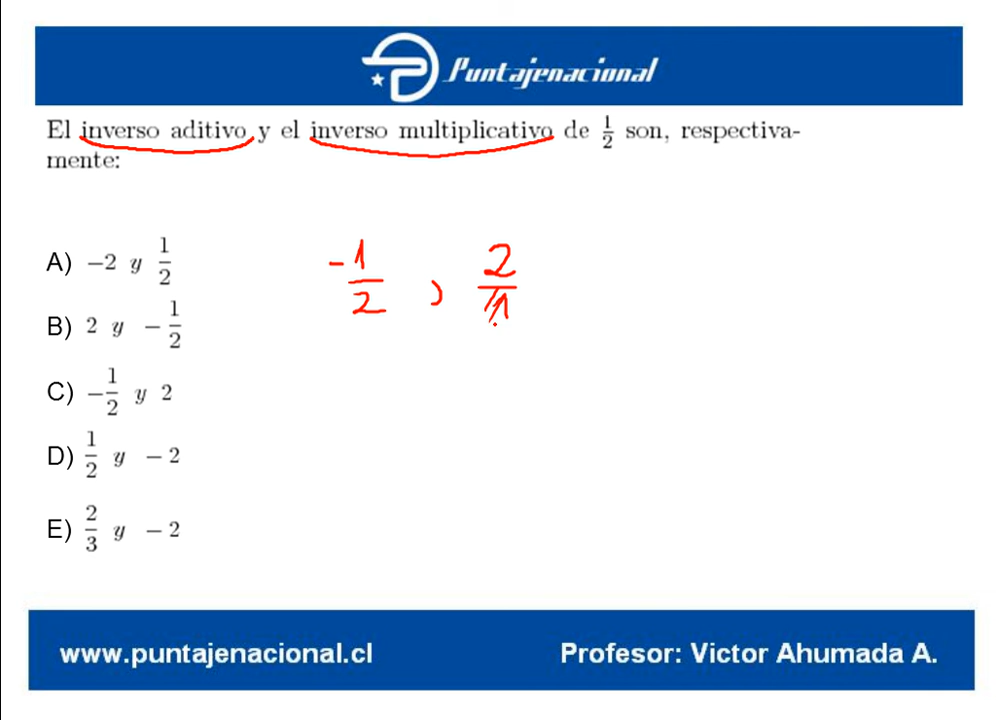 Puntajenacional
El inverso aditivo y el inverso multiplicativo de 1/2 son, respectiva-
mente:
A) −2 y 1/2
-1/2 , 2/1
B) 2 y −1/2
C) −1/2 y 2
D) 1/2 y −2
E) 2/3 y −2
www.puntajenacional.cl Profesor: Victor Ahumada A.